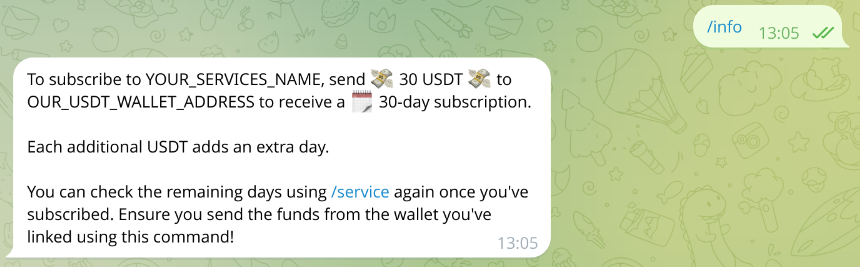 /info 13:05
To subscribe to YOUR_SERVICES_NAME, send 💸 30 USDT 💸 to
OUR_USDT_WALLET_ADDRESS to receive a 🗓 30-day subscription.
Each additional USDT adds an extra day.
You can check the remaining days using /service again once you've
subscribed. Ensure you send the funds from the wallet you've
linked using this command!
13:05